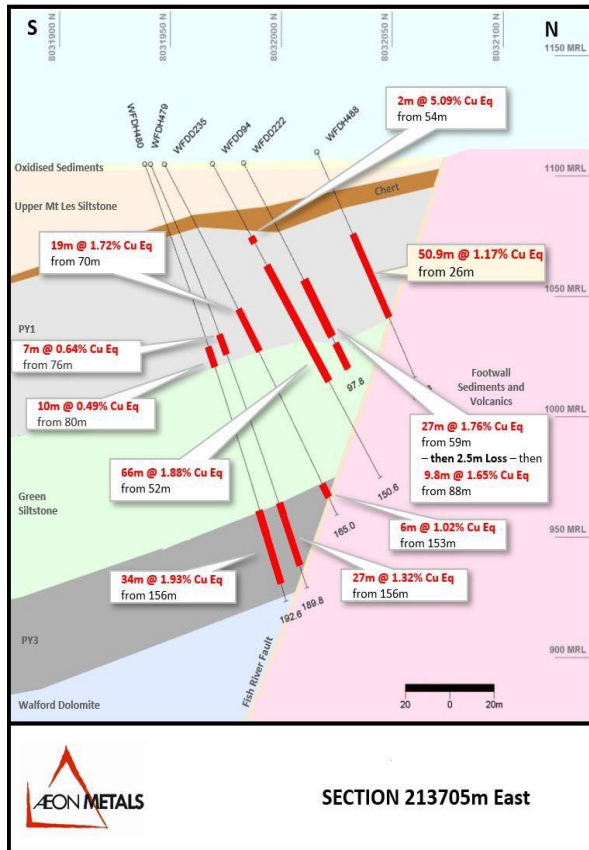 S
N
8031900 N
8031950 N
8032000 N
8032050 N
8032100 N
1150 MRL
WFDH480
WFDH479
WFDD235
WFDD94
WFDD222
WFDH488
2m @ 5.09% Cu Eq
from 54m
Oxidised Sediments
1100 MRL
Chert
Upper Mt Les Siltstone
19m @ 1.72% Cu Eq
from 70m
50.9m @ 1.17% Cu Eq
from 26m
1050 MRL
PY1
7m @ 0.64% Cu Eq
from 76m
97.8
Footwall
Sediments and
Volcanics
10m @ 0.49% Cu Eq
from 80m
1000 MRL
27m @ 1.76% Cu Eq
from 59m
– then 2.5m Loss – then
9.8m @ 1.65% Cu Eq
from 88m
66m @ 1.88% Cu Eq
from 52m
150.6
Green
Siltstone
165.0
6m @ 1.02% Cu Eq
from 153m
950 MRL
34m @ 1.93% Cu Eq
from 156m
27m @ 1.32% Cu Eq
from 156m
192.6
189.8
PY3
Fish River Fault
900 MRL
Walford Dolomite
20 0 20m
AEON METALS
SECTION 213705m East